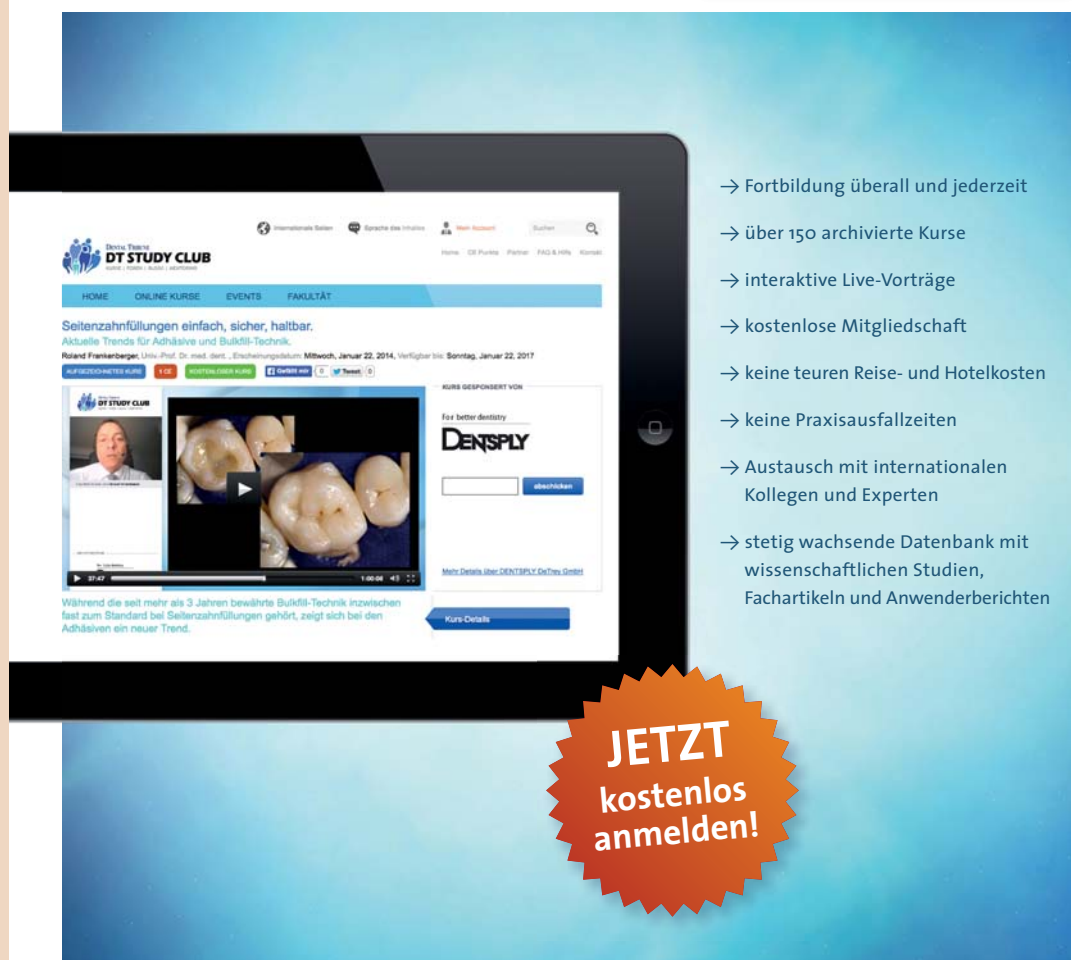 Internationale Seiten
Sprache des Inhaltes
Mein Account
Suchen
DENTAL TRIBUNE
DT STUDY CLUB
Home CE Punkte Partner FAQ & Hilfe Kontakt
HOME ONLINE KURSE EVENTS FAKULTÄT
Seitenzahnfüllungen einfach, sicher, haltbar.
Aktuelle Trends für Adhäsive und Bulkfill-Technik.
Roland Frankenberger, Univ.-Prof. Dr. med. dent. , Erscheinungsdatum: Mittwoch, Januar 22, 2014, Verfügbar bis: Sonntag, Januar 22, 2017
AUFGEZEICHNETES KURS 1 CE KOSTENLOSER KURS Gefällt mir 0 Tweet 0
DT STUDY CLUB
37:47 1:00:08
KURS GESPONSERT VON
For better dentistry
DENTSPLY
abschicken
Mehr Details über DENTSPLY DeTrey GmbH
Während die seit mehr als 3 Jahren bewährte Bulkfill-Technik inzwischen
fast zum Standard bei Seitenzahnfüllungen gehört, zeigt sich bei den
Adhäsiven ein neuer Trend.
Kurs-Details
→ Fortbildung überall und jederzeit
→ über 150 archivierte Kurse
→ interaktive Live-Vorträge
→ kostenlose Mitgliedschaft
→ keine teuren Reise- und Hotelkosten
→ keine Praxisausfallzeiten
→ Austausch mit internationalen
Kollegen und Experten
→ stetig wachsende Datenbank mit
wissenschaftlichen Studien,
Fachartikeln und Anwenderberichten
JETZT
kostenlos
anmelden!